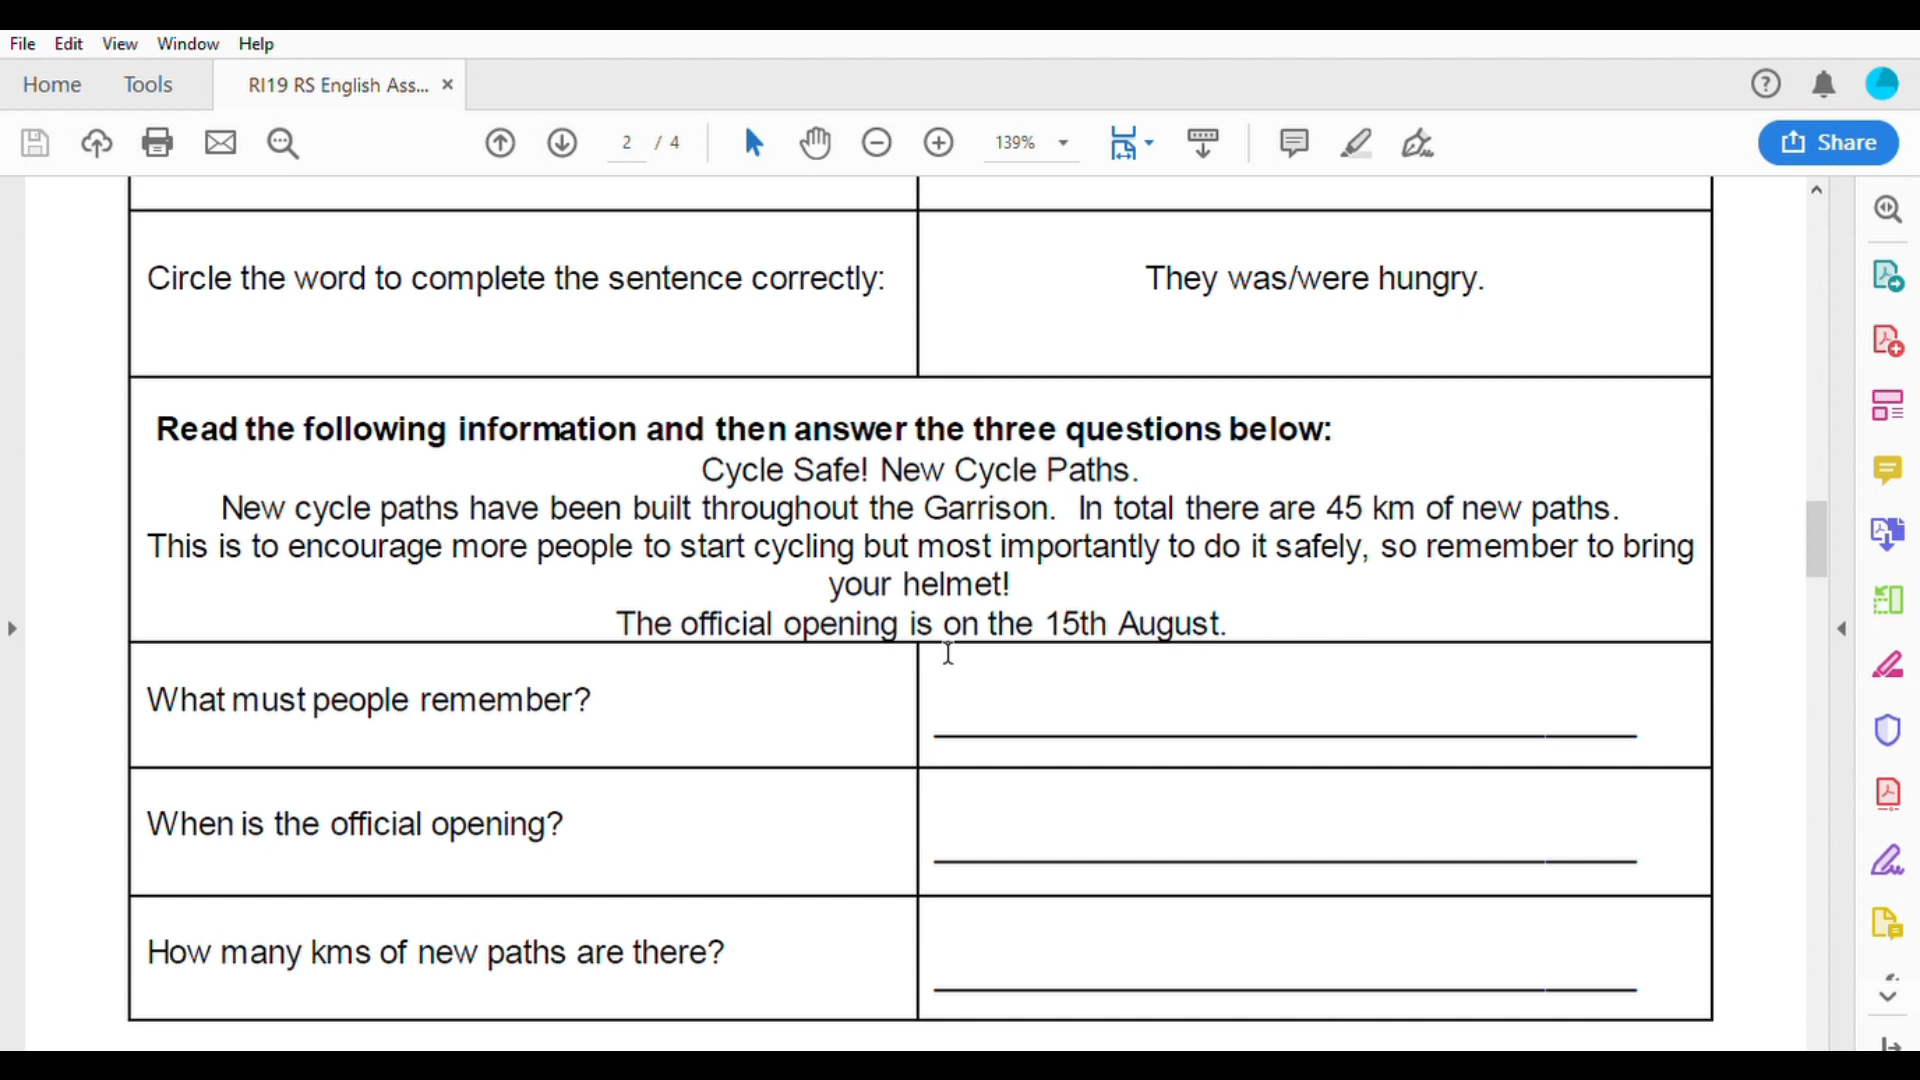 File Edit View Window Help
Home Tools RI19 RS English Ass... ×
2 / 4 139% Share
Circle the word to complete the sentence correctly:
They was/were hungry.
Read the following information and then answer the three questions below:
Cycle Safe! New Cycle Paths.
New cycle paths have been built throughout the Garrison. In total there are 45 km of new paths.
This is to encourage more people to start cycling but most importantly to do it safely, so remember to bring
your helmet!
The official opening is on the 15th August.
What must people remember?
When is the official opening?
How many kms of new paths are there?